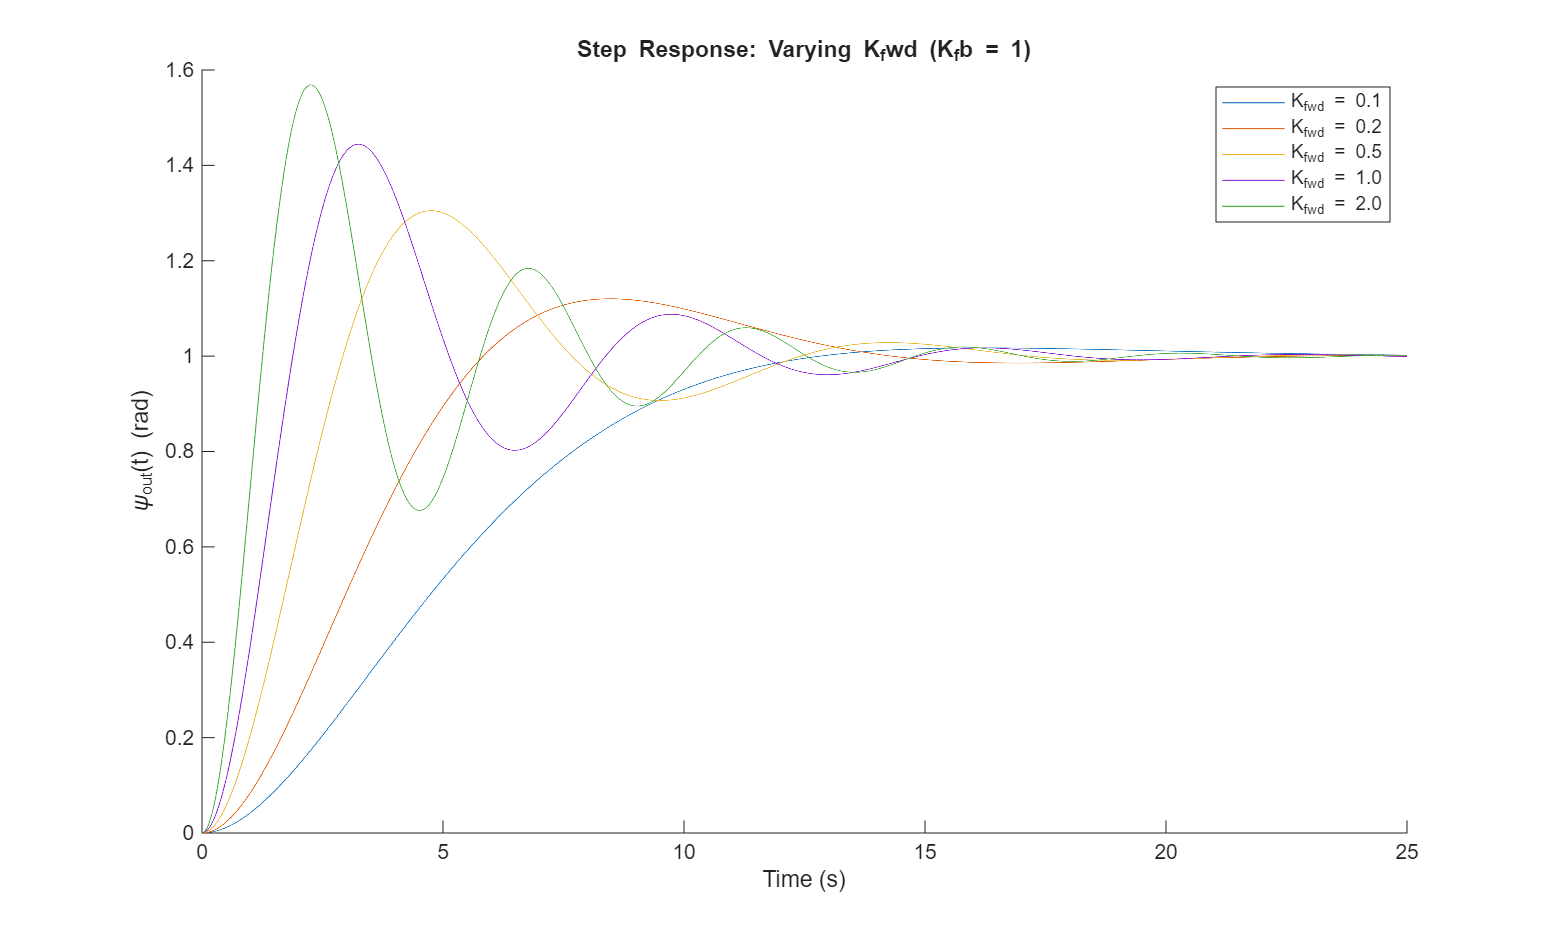 Step Response: Varying Kfwd (Kfb = 1)
1.6
1.4
1.2
1
0.8
0.6
0.4
0.2
0
ψout(t) (rad)
Kfwd = 0.1
Kfwd = 0.2
Kfwd = 0.5
Kfwd = 1.0
Kfwd = 2.0
0 5 10 15 20 25
Time (s)